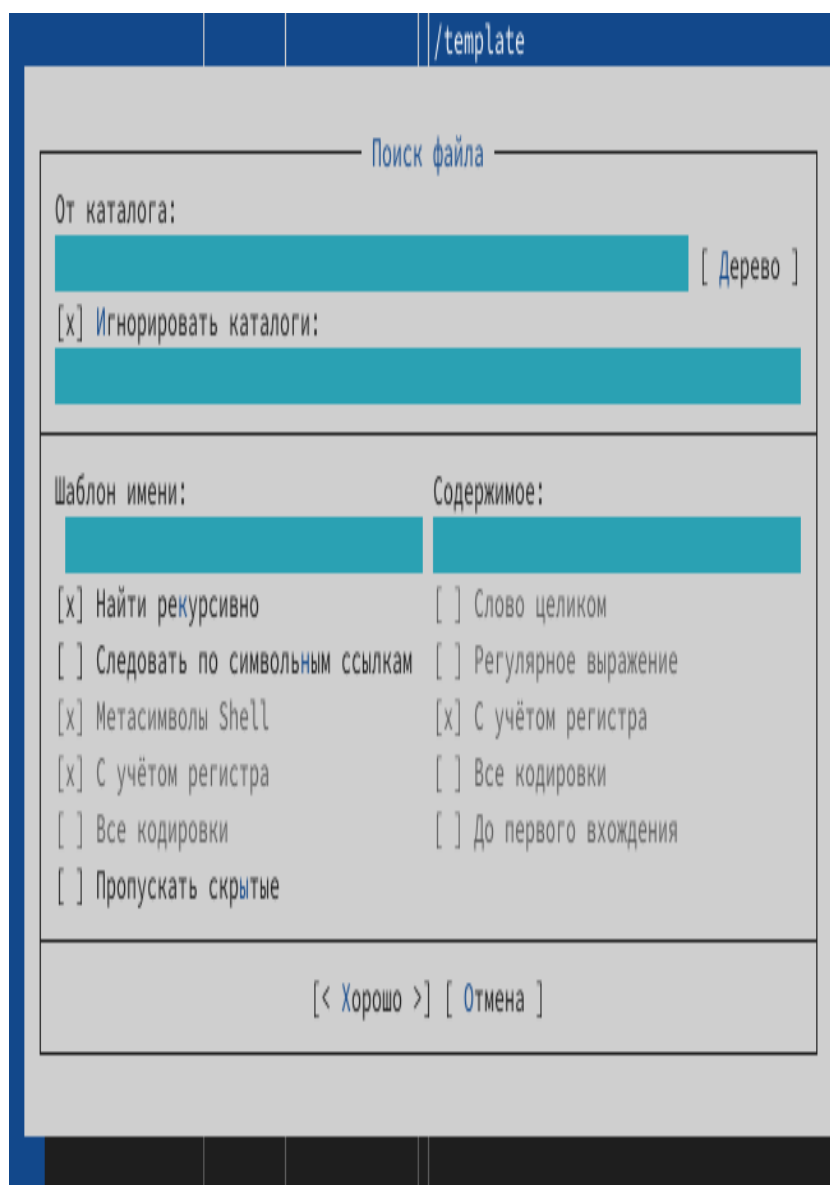 /template
Поиск файла
От каталога:
[ Дерево ]
[x] Игнорировать каталоги:
Шаблон имени: Содержимое:
[x] Найти рекурсивно [ ] Слово целиком
[ ] Следовать по символьным ссылкам [ ] Регулярное выражение
[x] Метасимволы Shell [x] С учётом регистра
[x] С учётом регистра [ ] Все кодировки
[ ] Все кодировки [ ] До первого вхождения
[ ] Пропускать скрытые
[< Хорошо >] [ Отмена ]